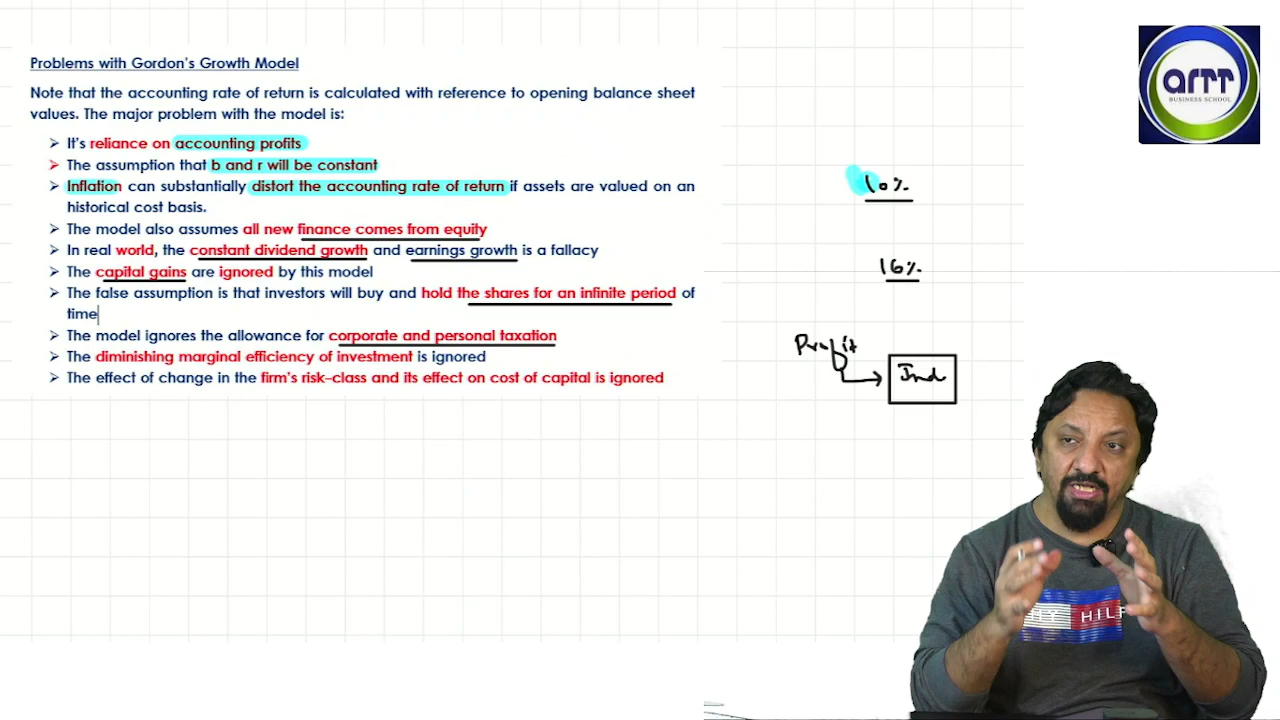 Problems with Gordon's Growth Model
Note that the accounting rate of return is calculated with reference to opening balance sheet
values. The major problem with the model is:
It's reliance on accounting profits
The assumption that b and r will be constant
Inflation can substantially distort the accounting rate of return if assets are valued on an
historical cost basis.
The model also assumes all new finance comes from equity
In real world, the constant dividend growth and earnings growth is a fallacy
The capital gains are ignored by this model
The false assumption is that investors will buy and hold the shares for an infinite period of
time
The model ignores the allowance for corporate and personal taxation
The diminishing marginal efficiency of investment is ignored
The effect of change in the firm's risk–class and its effect on cost of capital is ignored
10%
16%
Profit
Ind
ARTT
BUSINESS SCHOOL
HILF